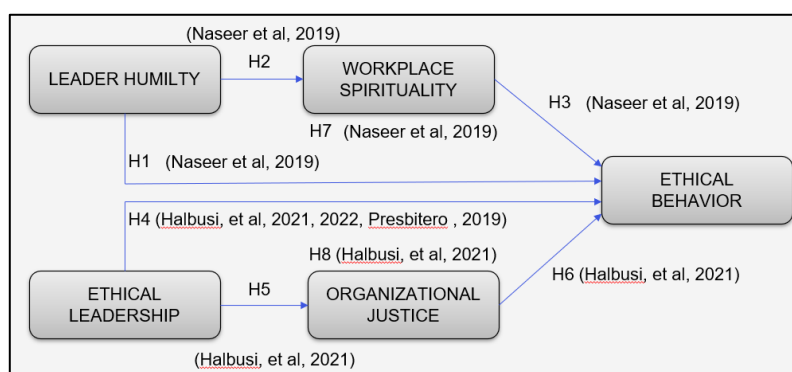 (Naseer et al, 2019)
LEADER HUMILTY
H2
WORKPLACE
SPIRITUALITY
H3 (Naseer et al, 2019)
H7 (Naseer et al, 2019)
H1 (Naseer et al, 2019)
ETHICAL
BEHAVIOR
H4 (Halbusi, et al, 2021, 2022, Presbitero , 2019)
H8 (Halbusi, et al, 2021)
H6 (Halbusi, et al, 2021)
ETHICAL
LEADERSHIP
H5
ORGANIZATIONAL
JUSTICE
(Halbusi, et al, 2021)